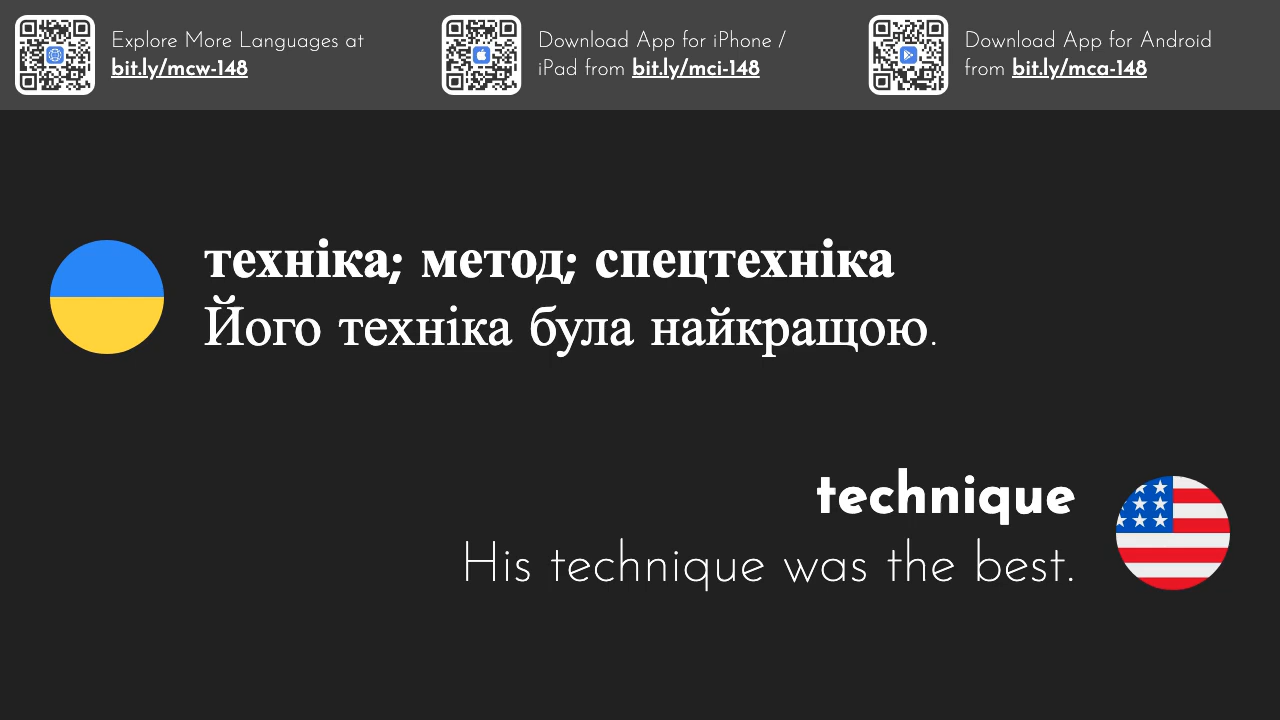 Explore More Languages at
bit.ly/mcw-148
Download App for iPhone /
iPad from bit.ly/mci-148
Download App for Android
from bit.ly/mca-148
техніка; метод; спецтехніка
Його техніка була найкращою.
technique
His technique was the best.